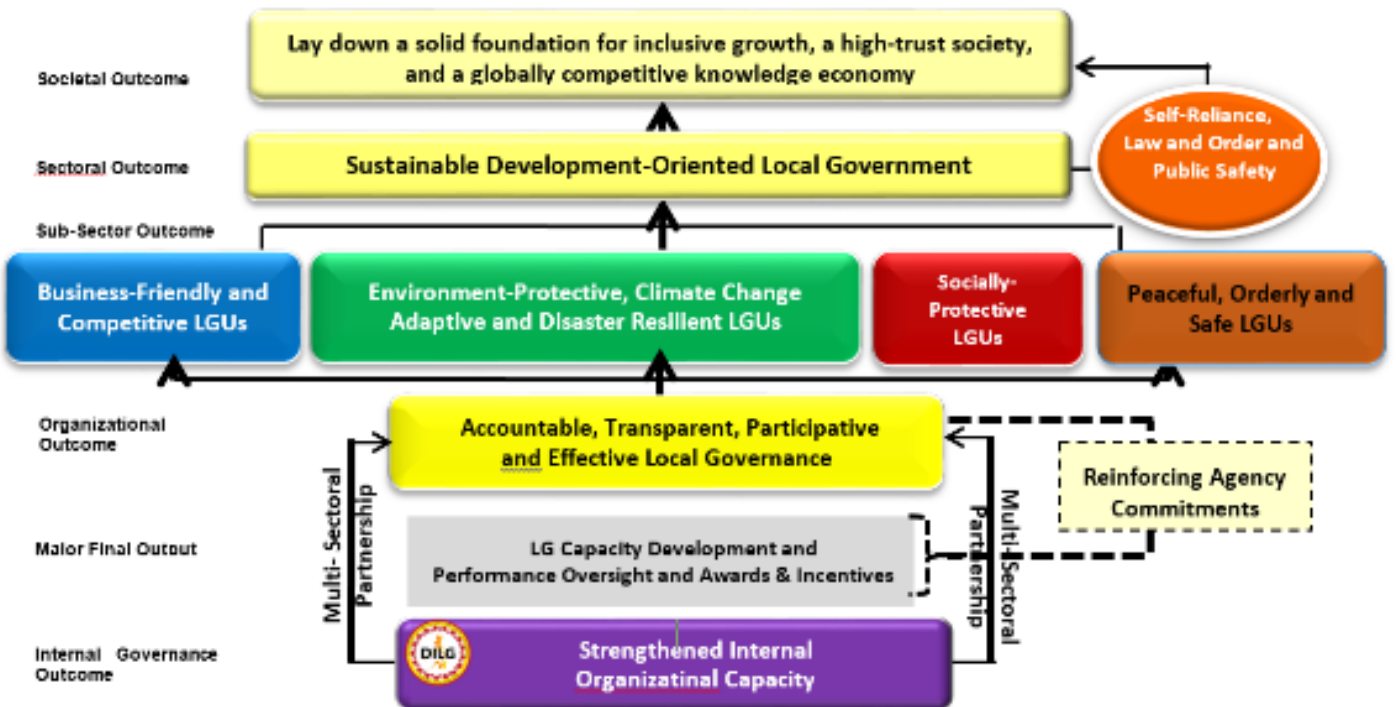 Lay down a solid foundation for inclusive growth, a high-trust society,
and a globally competitive knowledge economy
Societal Outcome
Self-Reliance,
Law and Order and
Public Safety
Sustainable Development-Oriented Local Government
Sectoral Outcome
Sub-Sector Outcome
Business-Friendly and
Competitive LGUs
Environment-Protective, Climate Change
Adaptive and Disaster Resilient LGUs
Socially-
Protective
LGUs
Peaceful, Orderly and
Safe LGUs
Organizational
Outcome
Accountable, Transparent, Participative
and Effective Local Governance
Multi- Sectoral
Partnership
Multi-Sectoral
Partnership
Reinforcing Agency
Commitments
Major Final Output
LG Capacity Development and
Performance Oversight and Awards & Incentives
Internal Governance
Outcome
DILG
Strengthened Internal
Organizatinal Capacity